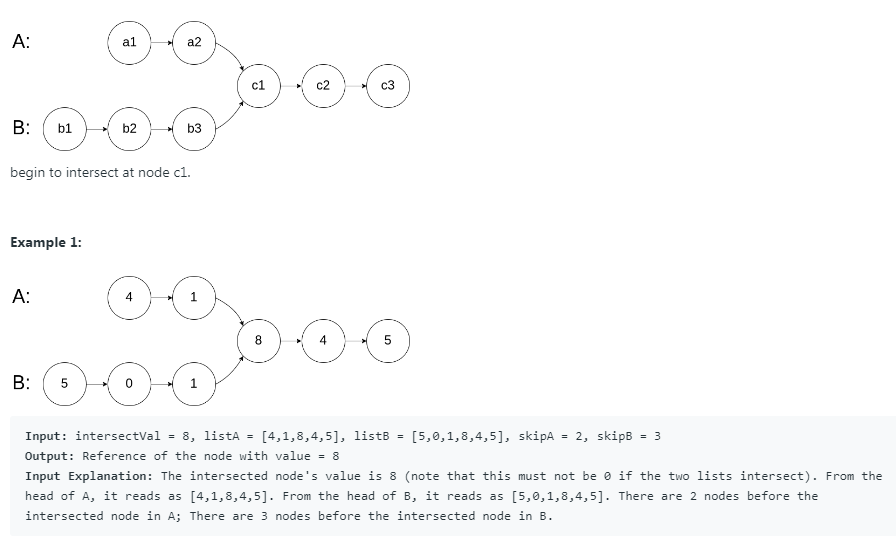 A: a1 a2
c1 c2 c3
B: b1 b2 b3
begin to intersect at node c1.
Example 1:
A: 4 1
8 4 5
B: 5 0 1
Input: intersectVal = 8, listA = [4,1,8,4,5], listB = [5,0,1,8,4,5], skipA = 2, skipB = 3
Output: Reference of the node with value = 8
Input Explanation: The intersected node's value is 8 (note that this must not be 0 if the two lists intersect). From the
head of A, it reads as [4,1,8,4,5]. From the head of B, it reads as [5,0,1,8,4,5]. There are 2 nodes before the
intersected node in A; There are 3 nodes before the intersected node in B.